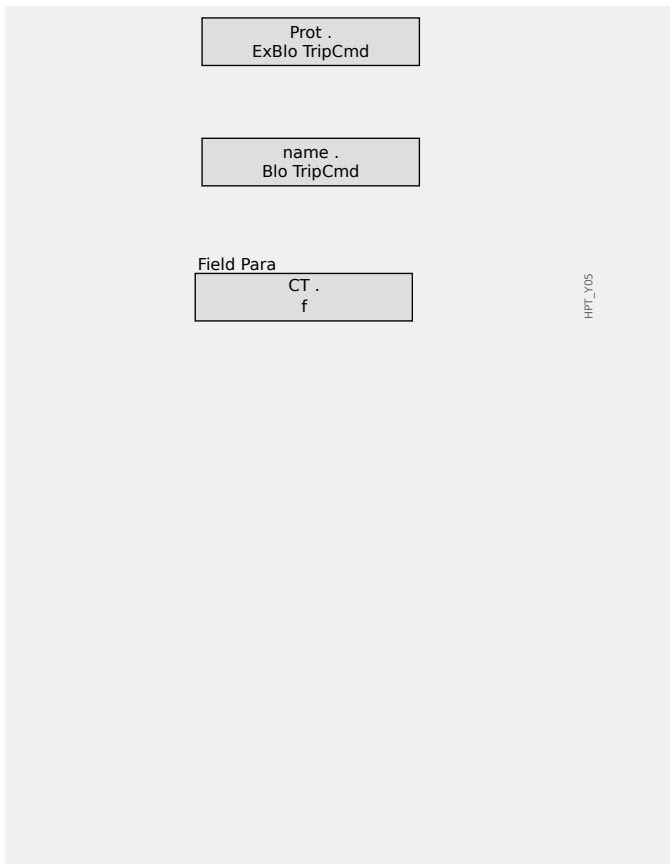 Prot .
ExBlo TripCmd
name .
Blo TripCmd
Field Para
CT .
f
HPT_Y05